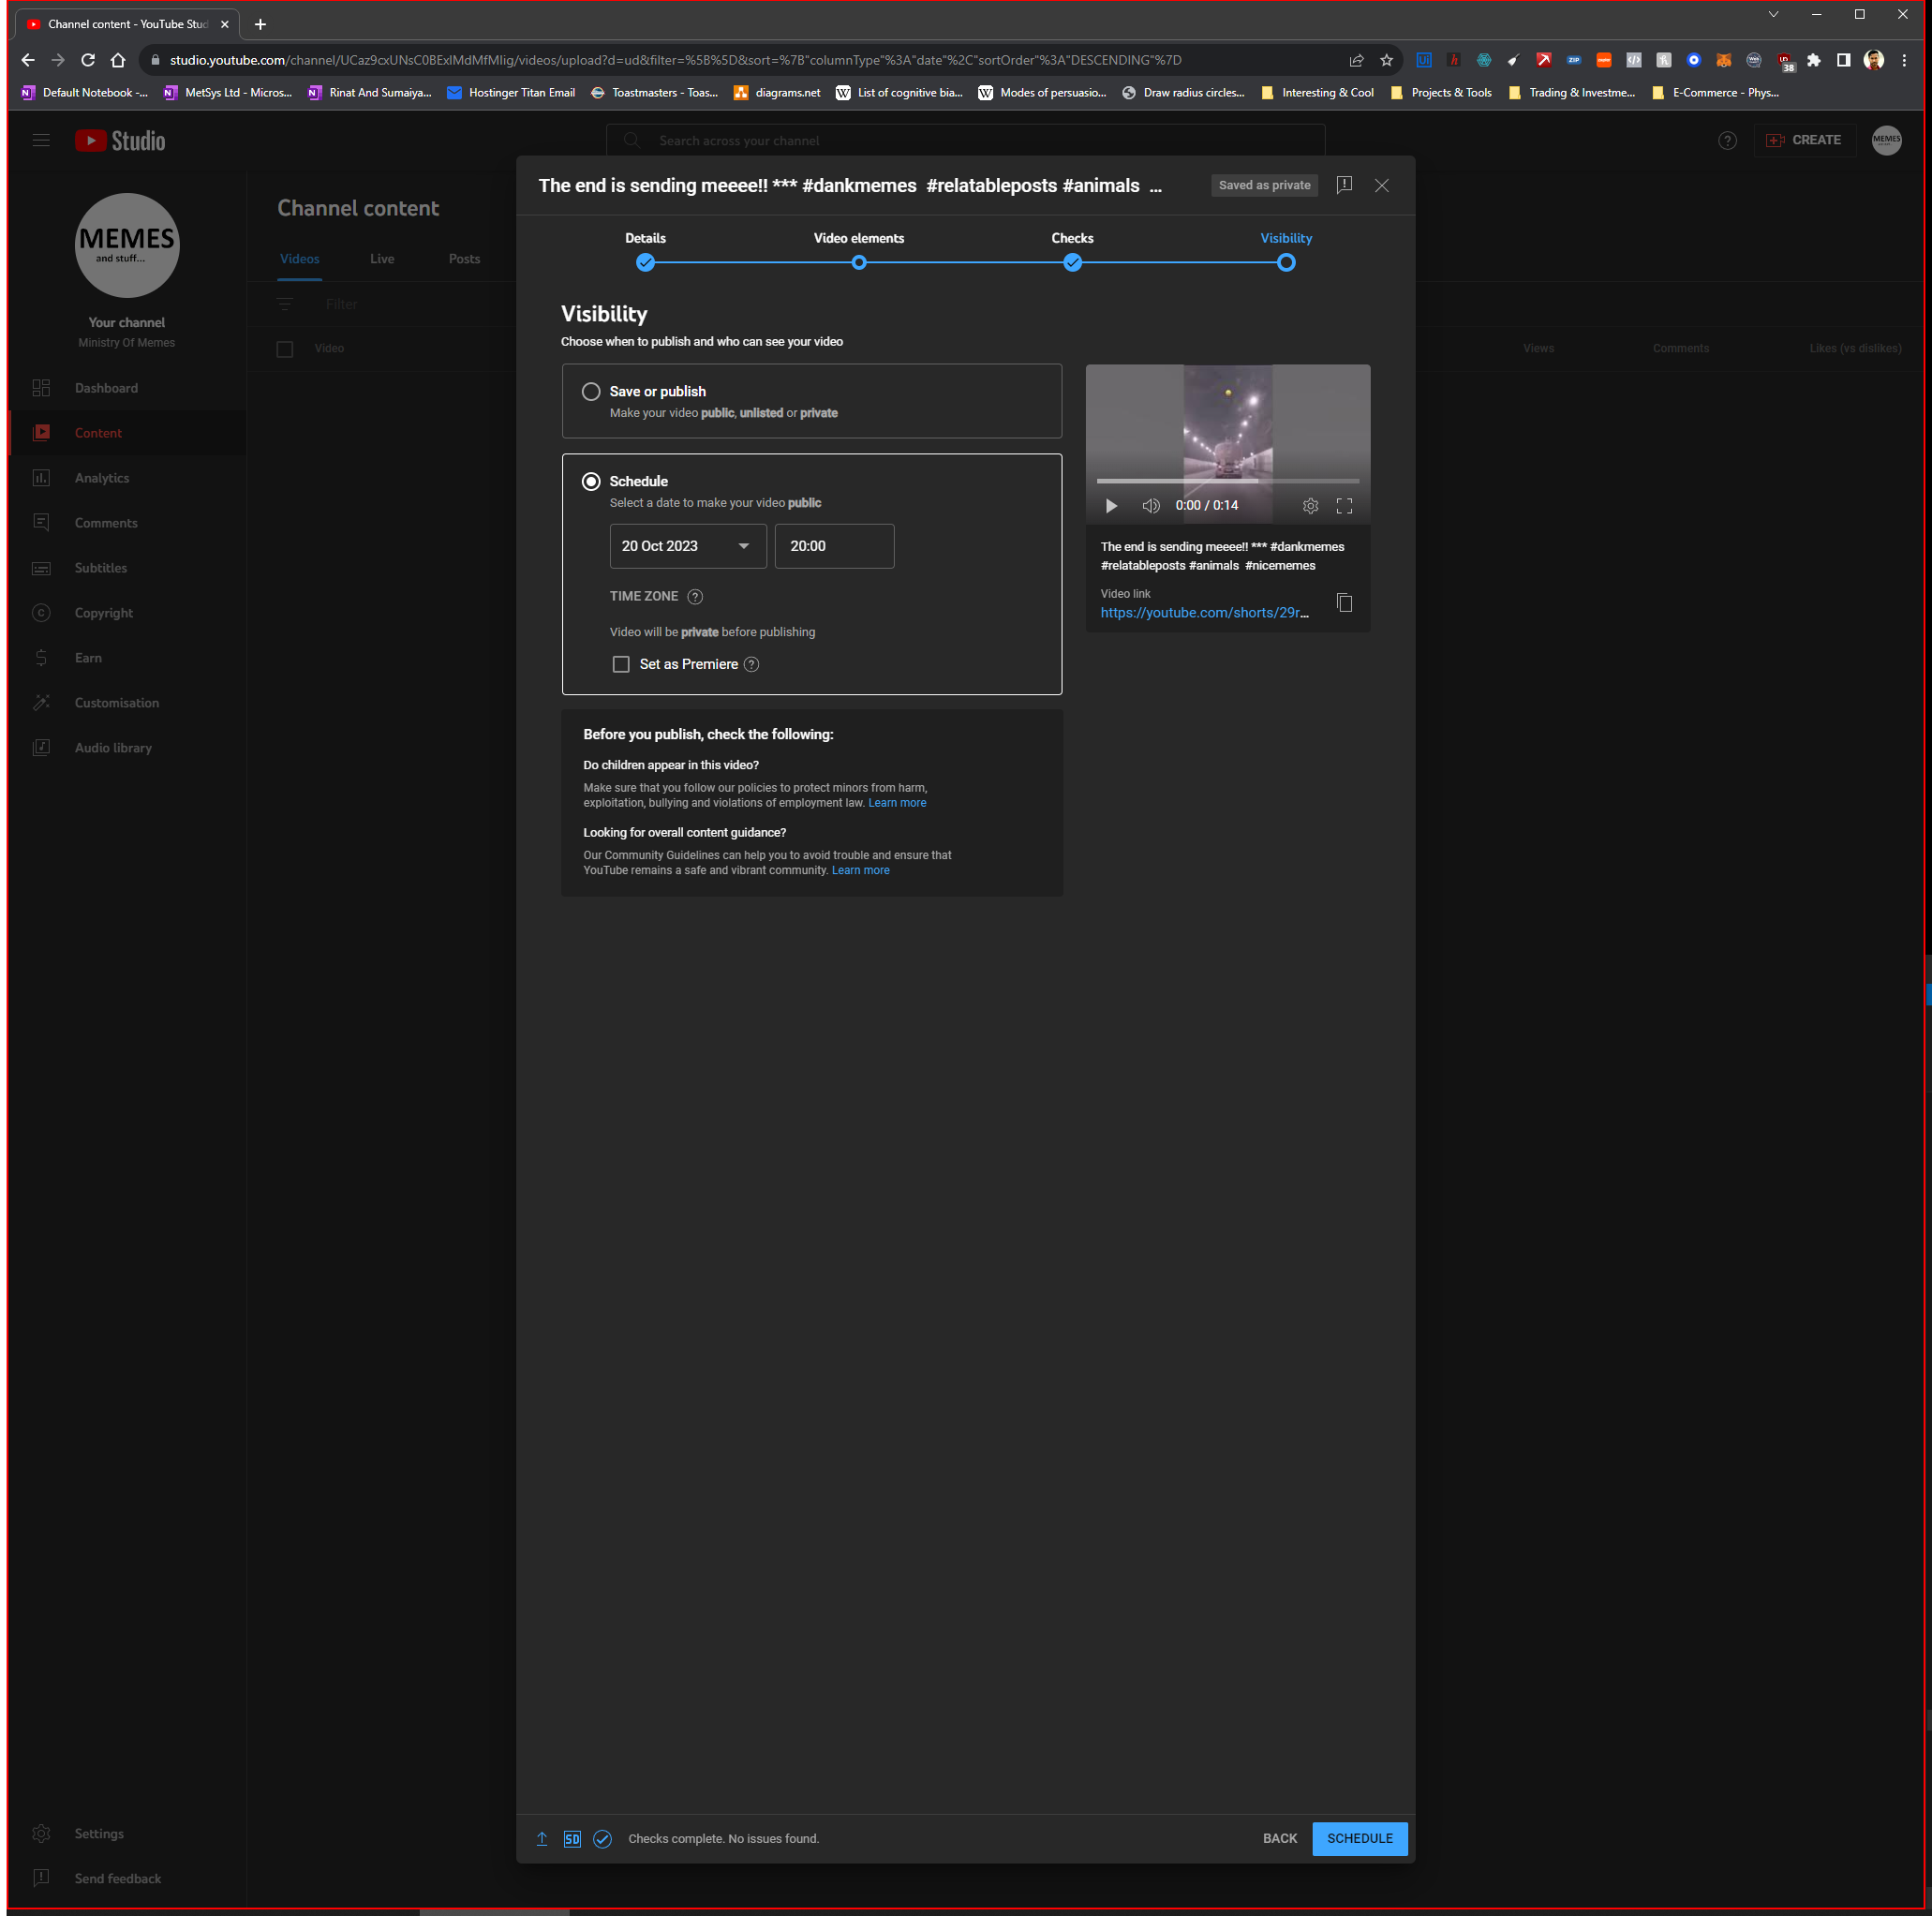 Channel content - YouTube Stud
studio.youtube.com/channel/UCaz9cxUNsC0BExIMdMfMlig/videos/upload?d=ud&filter=%5B%5D&sort=%7B"columnType"%3A"date"%2C"sortOrder"%3A"DESCENDING"%7D
ZIP
38
Default Notebook -...
MetSys Ltd - Micros...
Rinat And Sumaiya...
Hostinger Titan Email
Toastmasters - Toas...
diagrams.net
List of cognitive bia...
Modes of persuasio...
Draw radius circles...
Interesting & Cool
Projects & Tools
Trading & Investme...
E-Commerce - Phys...
Studio
Search across your channel
CREATE
MEMES
MEMES
and stuff...
Your channel
Ministry Of Memes
Dashboard
Content
Analytics
Comments
Subtitles
Copyright
Earn
Customisation
Audio library
Settings
Send feedback
Channel content
Videos
Live
Posts
Filter
Video
Views
Comments
Likes (vs dislikes)
The end is sending meeee!! *** #dankmemes #relatableposts #animals ...
Saved as private
Details
Video elements
Checks
Visibility
Visibility
Choose when to publish and who can see your video
Save or publish
Make your video public, unlisted or private
Schedule
Select a date to make your video public
20 Oct 2023
20:00
TIME ZONE
Video will be private before publishing
Set as Premiere
Before you publish, check the following:
Do children appear in this video?
Make sure that you follow our policies to protect minors from harm,
exploitation, bullying and violations of employment law. Learn more
Looking for overall content guidance?
Our Community Guidelines can help you to avoid trouble and ensure that
YouTube remains a safe and vibrant community. Learn more
0:00 / 0:14
The end is sending meeee!! *** #dankmemes
#relatableposts #animals #nicememes
Video link
https://youtube.com/shorts/29r...
SD
Checks complete. No issues found.
BACK
SCHEDULE